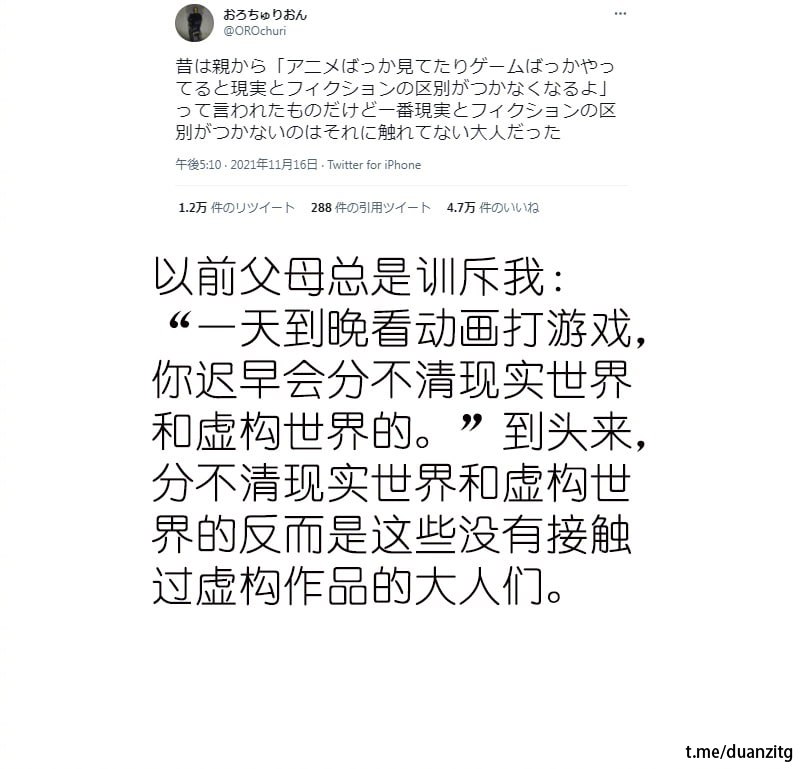 おろちゅりおん
@OROchuri
昔は親から「アニメばっか見てたりゲームばっかやっ
てると現実とフィクションの区別がつかなくなるよ」
って言われたものだけど一番現実とフィクションの区
別がつかないのはそれに触れてない大人だった
午後5:10 · 2021年11月16日 · Twitter for iPhone
1.2万 件のリツイート 288 件の引用ツイート 4.7万 件のいいね
以前父母总是训斥我：
“一天到晚看动画打游戏，
你迟早会分不清现实世界
和虚构世界的。”到头来，
分不清现实世界和虚构世
界的反而是这些没有接触
过虚构作品的大人们。
t.me/duanzitg